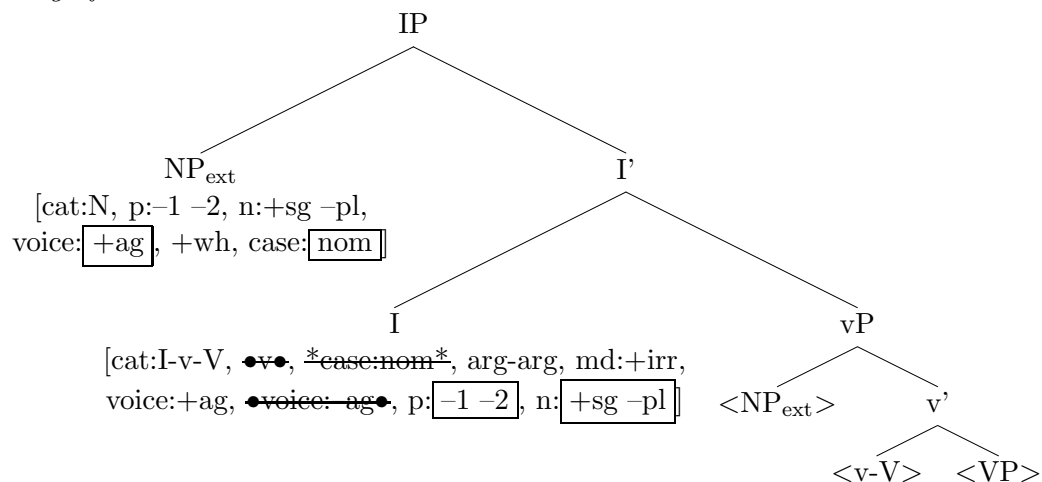 IP
NPext I'
[cat:N, p:–1 –2, n:+sg –pl,
voice: +ag , +wh, case: nom ]
I vP
[cat:I-v-V, •v•, *case:nom*, arg-arg, md:+irr,
voice:+ag, •voice: ag•, p: –1 –2 , n: +sg –pl ] <NPext> v'
<v-V> <VP>